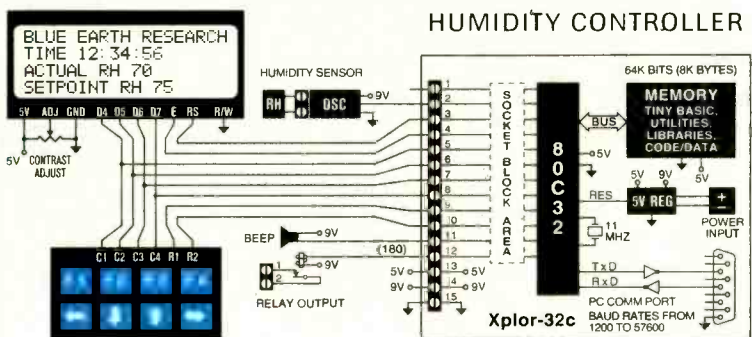 HUMIDITY CONTROLLER
BLUE EARTH RESEARCH
TIME 12:34:56
ACTUAL RH 70
SETPOINT RH 75
5V ADJ D4 D5 D6 D7 E RS R/W
5V CONTRAST ADJUST
HUMIDITY SENSOR
RH OSC 9V
C1 C2 C3 C4 R1 R2
BEEP 9V
(180)
1 9V
2
RELAY OUTPUT
1
2
3
4
5
6
7
8
9
10
11
12
5V 13 5V
9V 14 9V
15
SOCKET BLOCK AREA
80C32
64K BITS (8K BYTES)
MEMORY
TINY BASIC,
UTILITIES,
LIBRARIES,
CODE/DATA
BUS
5V
5V
5V 9V
RES 5V REG + −
POWER
INPUT
11
MHZ
TxD
RxD
PC COMM PORT
BAUD RATES FROM
1200 TO 57600
Xplor-32c